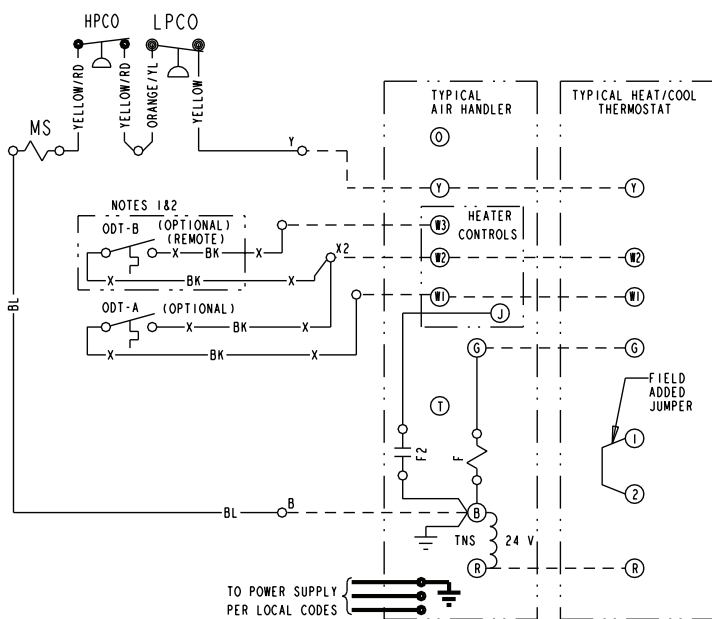 HPCO
LPCO
YELLOW/RD
YELLOW/RD
ORANGE/YL
YELLOW
MS
Y
TYPICAL
AIR HANDLER
TYPICAL HEAT/COOL
THERMOSTAT
O
Y
Y
NOTES 1&2
ODT-B
(OPTIONAL)
(REMOTE)
X BK X
X BK X
X2
W3
HEATER
CONTROLS
W2
W2
ODT-A (OPTIONAL)
X BK X
X BK X
W1
W1
J
G
G
BL
FIELD
ADDED
JUMPER
T
F2
F
1
2
BL
B
B
TNS
24 V
R
R
TO POWER SUPPLY
PER LOCAL CODES